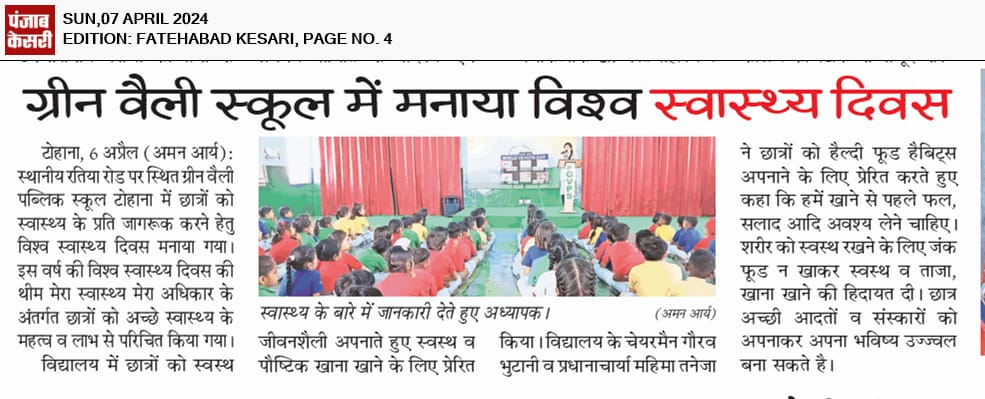 पंजाब
केसरी
SUN,07 APRIL 2024
EDITION: FATEHABAD KESARI, PAGE NO. 4
ग्रीन वैली स्कूल में मनाया विश्व स्वास्थ्य दिवस
टोहाना, 6 अप्रैल (अमन आर्य):
स्थानीय रतिया रोड पर स्थित ग्रीन वैली
पब्लिक स्कूल टोहाना में छात्रों को
स्वास्थ्य के प्रति जागरूक करने हेतु
विश्व स्वास्थ्य दिवस मनाया गया।
इस वर्ष की विश्व स्वास्थ्य दिवस की
थीम मेरा स्वास्थ्य मेरा अधिकार के
अंतर्गत छात्रों को अच्छे स्वास्थ्य के
महत्व व लाभ से परिचित किया गया।
विद्यालय में छात्रों को स्वस्थ
WORLD HEALTH DAY
GVPS
स्वास्थ्य के बारे में जानकारी देते हुए अध्यापक। (अमन आर्य)
जीवनशैली अपनाते हुए स्वस्थ व
पौष्टिक खाना खाने के लिए प्रेरित
किया। विद्यालय के चेयरमैन गौरव
भुटानी व प्रधानाचार्या महिमा तनेजा
ने छात्रों को हैल्दी फूड हैबिट्स
अपनाने के लिए प्रेरित करते हुए
कहा कि हमें खाने से पहले फल,
सलाद आदि अवश्य लेने चाहिए।
शरीर को स्वस्थ रखने के लिए जंक
फूड न खाकर स्वस्थ व ताजा,
खाना खाने की हिदायत दी। छात्र
अच्छी आदतों व संस्कारों को
अपनाकर अपना भविष्य उज्ज्वल
बना सकते है।